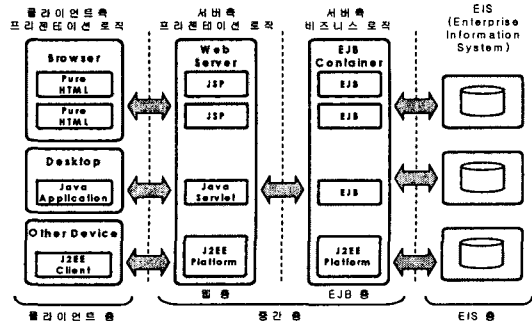 클라이언트측
프리젠테이션 로직
서버측
프리젠테이션 로직
서버측
비즈니스 로직
EIS
(Enterprise
Information
System)
Browser
Pure
HTML
Pure
HTML
Desktop
Java
Application
Other Device
J2EE
Client
Web
Server
JSP
JSP
Java
Servlet
J2EE
Platform
EJB
Container
EJB
EJB
EJB
J2EE
Platform
웹 층
EJB 층
클라이언트 층
중간 층
EIS 층